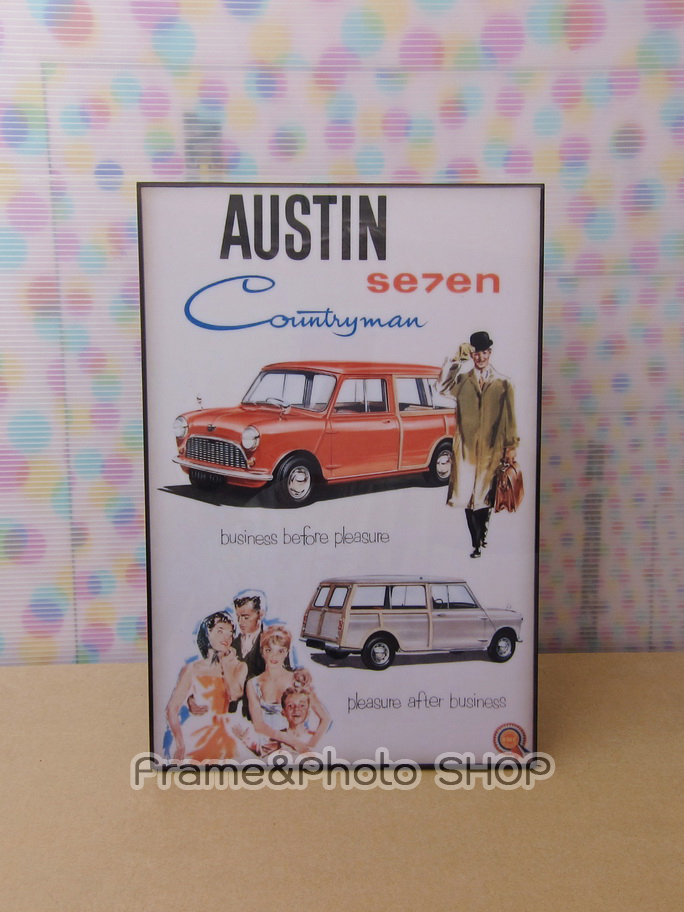 AUSTIN
se7en
Countryman
business before pleasure
pleasure after business
Frame&Photo SHOP